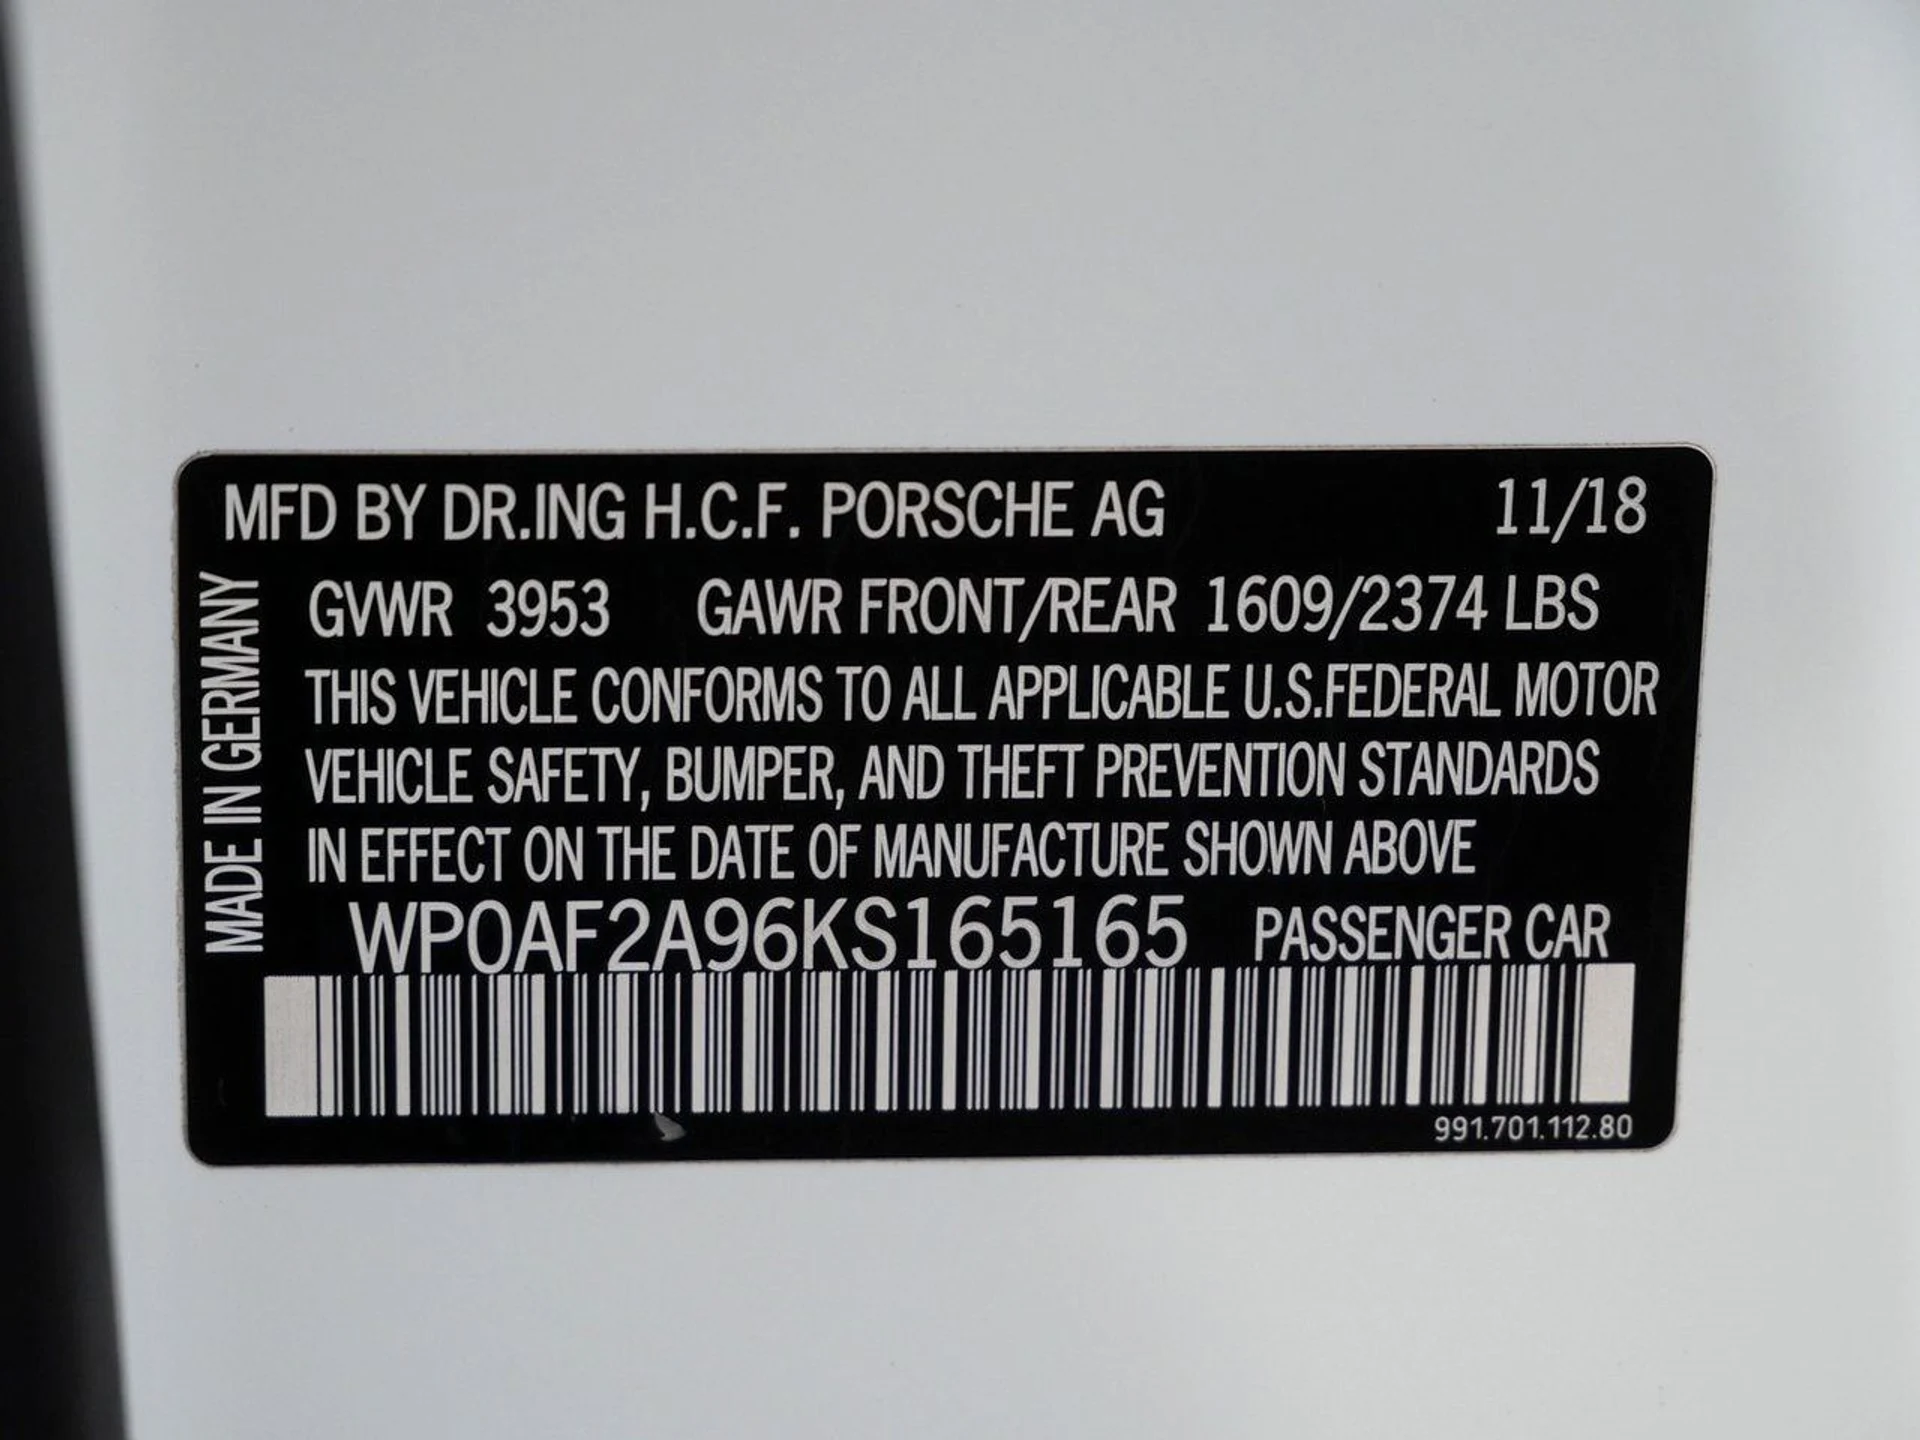 MFD BY DR.ING H.C.F. PORSCHE AG 11/18
GVWR 3953 GAWR FRONT/REAR 1609/2374 LBS
THIS VEHICLE CONFORMS TO ALL APPLICABLE U.S.FEDERAL MOTOR
VEHICLE SAFETY, BUMPER, AND THEFT PREVENTION STANDARDS
IN EFFECT ON THE DATE OF MANUFACTURE SHOWN ABOVE
WP0AF2A96KS165165 PASSENGER CAR
991.701.112.80
MADE IN GERMANY